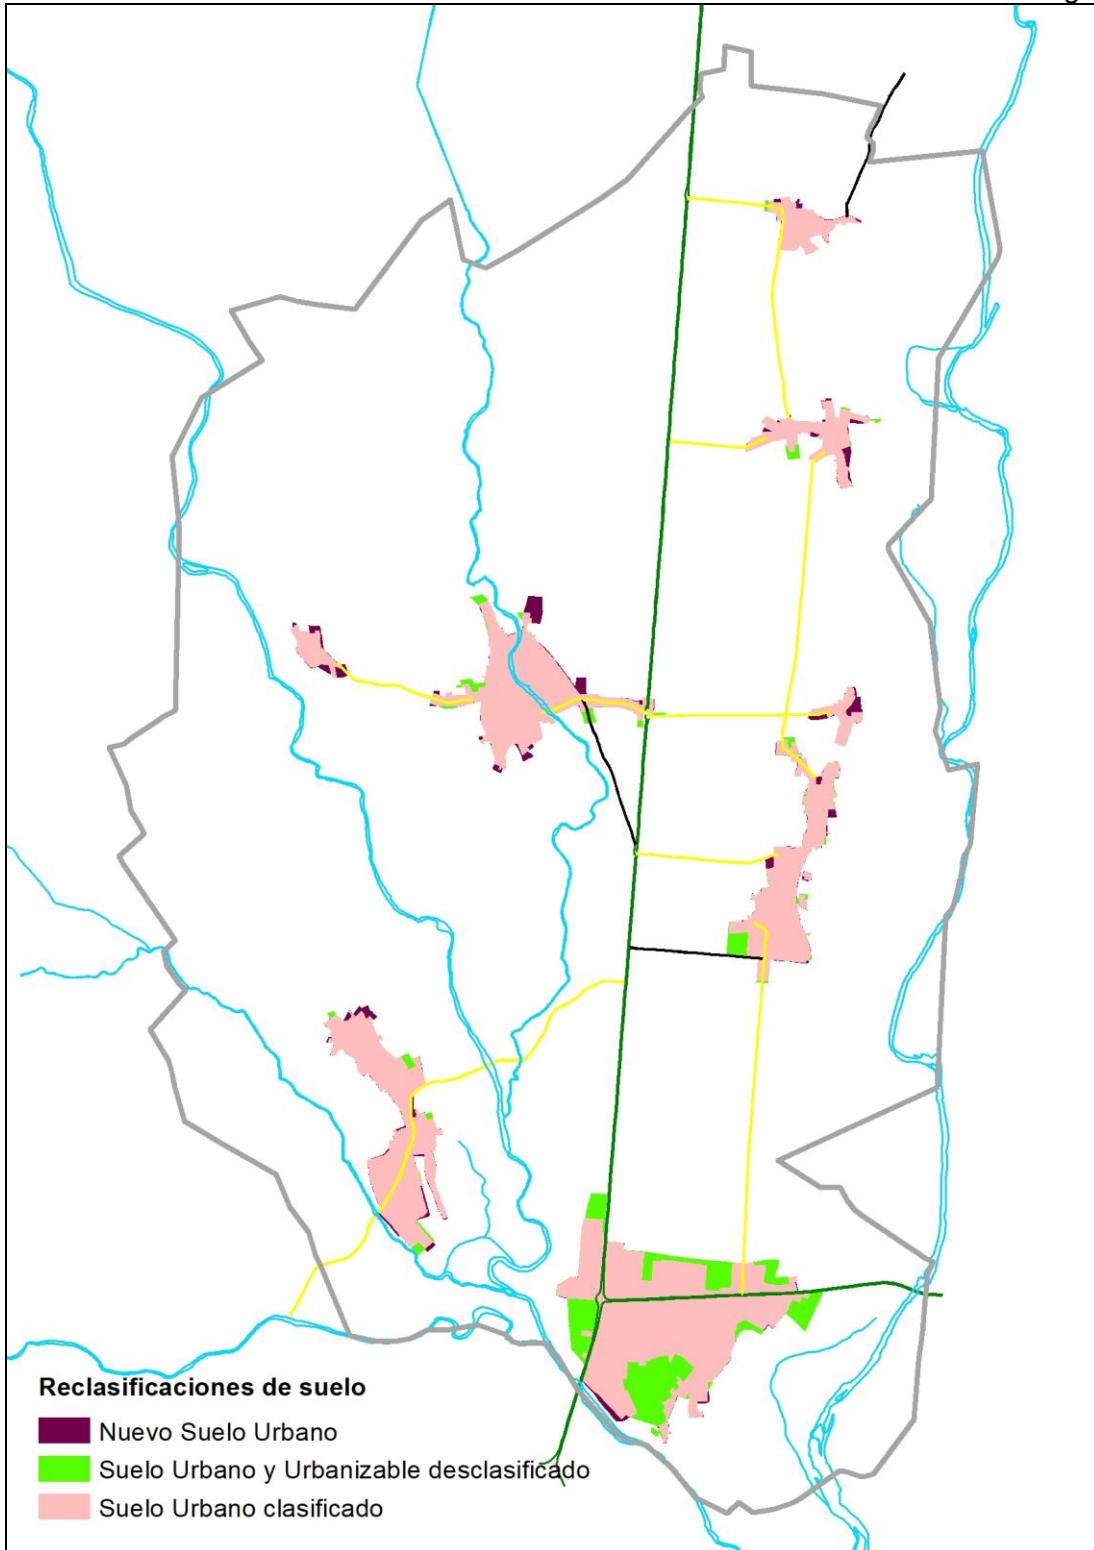 Reclasificaciones de suelo
Nuevo Suelo Urbano
Suelo Urbano y Urbanizable desclasificado
Suelo Urbano clasificado